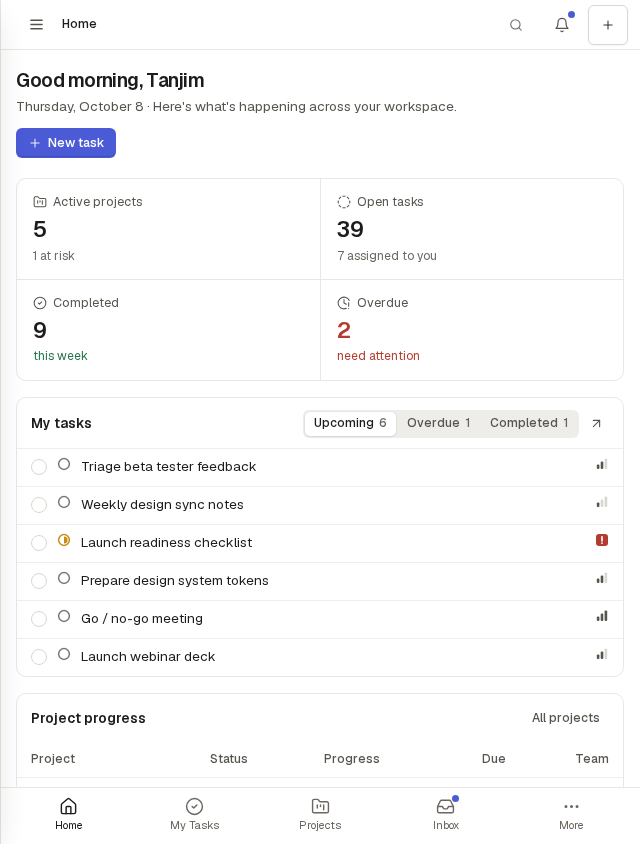 Home
Good morning, Tanjim
Thursday, October 8 · Here's what's happening across your workspace.
New task
Active projects
5
1 at risk
Open tasks
39
7 assigned to you
Completed
9
this week
Overdue
2
need attention
My tasks
Upcoming 6
Overdue 1
Completed 1
Triage beta tester feedback
Weekly design sync notes
Launch readiness checklist
Prepare design system tokens
Go / no-go meeting
Launch webinar deck
Project progress
All projects
Project Status Progress Due Team
Home My Tasks Projects Inbox More